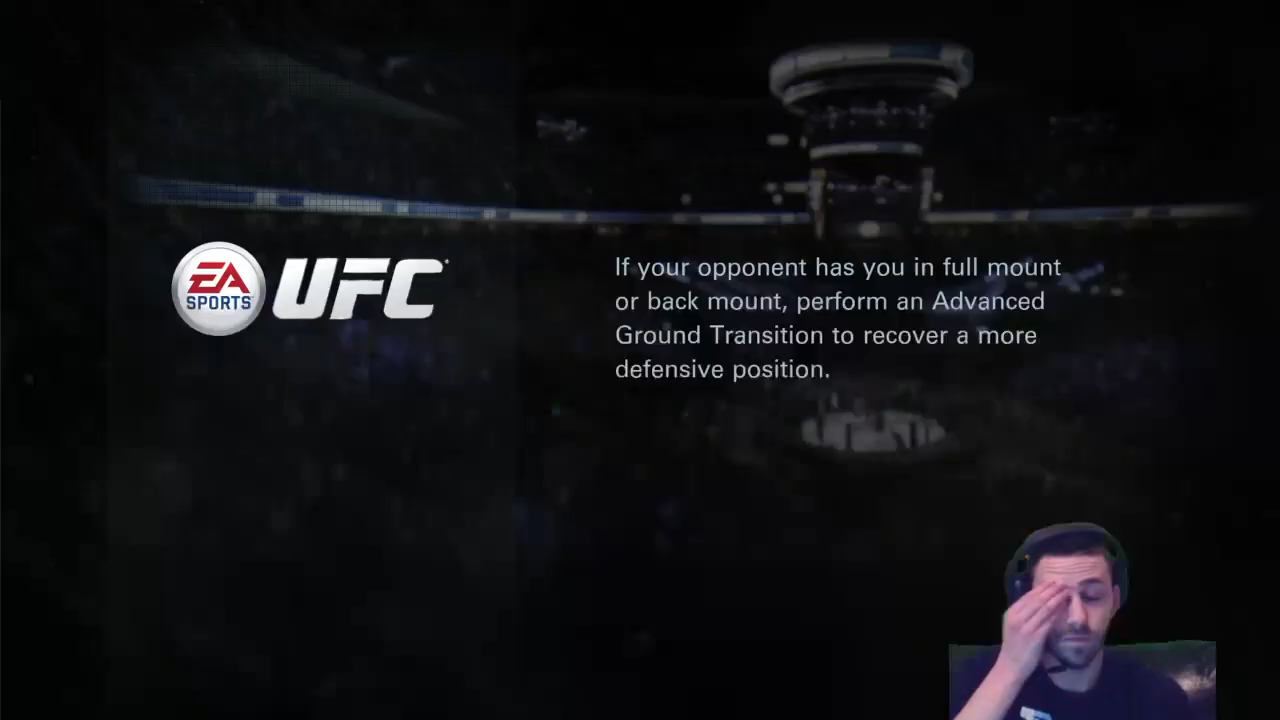 EA
SPORTS
UFC
If your opponent has you in full mount
or back mount, perform an Advanced
Ground Transition to recover a more
defensive position.